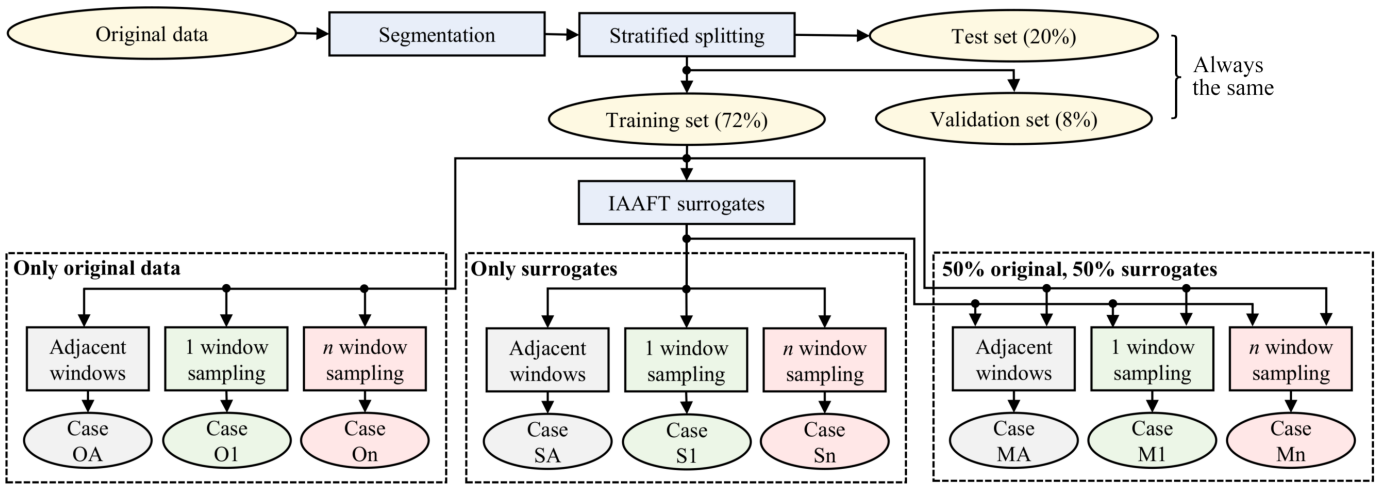 Original data
Segmentation
Stratified splitting
Test set (20%)
Always
the same
Training set (72%)
Validation set (8%)
IAAFT surrogates
Only original data
Adjacent
windows
1 window
sampling
n window
sampling
Case
OA
Case
O1
Case
On
Only surrogates
Adjacent
windows
1 window
sampling
n window
sampling
Case
SA
Case
S1
Case
Sn
50% original, 50% surrogates
Adjacent
windows
1 window
sampling
n window
sampling
Case
MA
Case
M1
Case
Mn